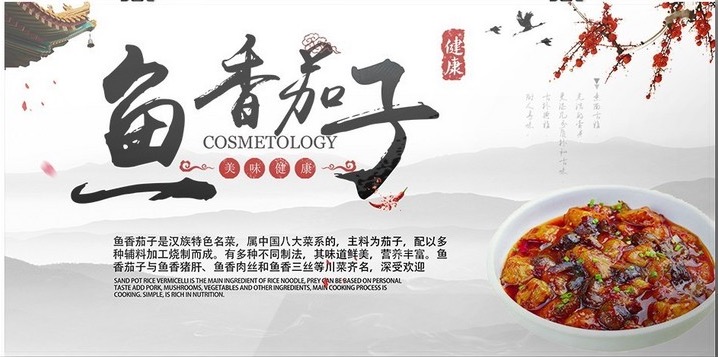 鱼香茄子
健康
COSMETOLOGY
美味健康
鱼香茄子是汉族特色名菜，属中国八大菜系的，主料为茄子，配以多
种辅料加工烧制而成。有多种不同制法，其味道鲜美，营养丰富。鱼
香茄子与鱼香猪肝、鱼香肉丝和鱼香三丝等川菜齐名，深受欢迎
SAND POT RICE VERMICELLI IS THE MAIN INGREDIENT OF RICE NOODLE, PREY CAN BE BASED ON PERSONAL
TASTE ADD PORK, MUSHROOMS, VEGETABLES AND OTHER INGREDIENTS, MAIN COOKING PROCESS IS
COOKING. SIMPLE, IS RICH IN NUTRITION.